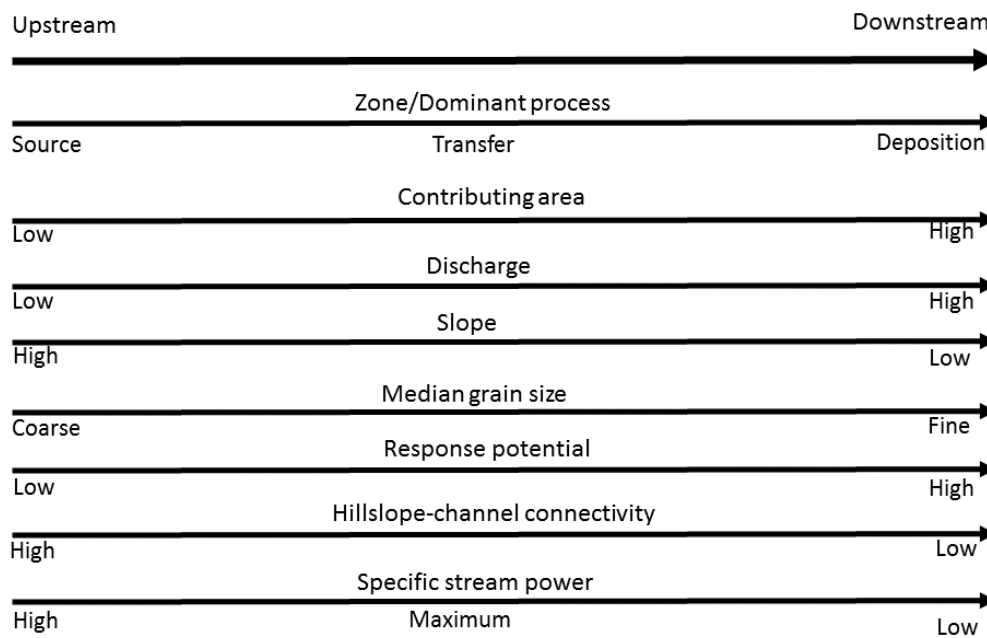 Upstream Downstream
Zone/Dominant process
Source Transfer Deposition
Contributing area
Low High
Discharge
Low High
Slope
High Low
Median grain size
Coarse Fine
Response potential
Low High
Hillslope-channel connectivity
High Low
Specific stream power
High Maximum Low